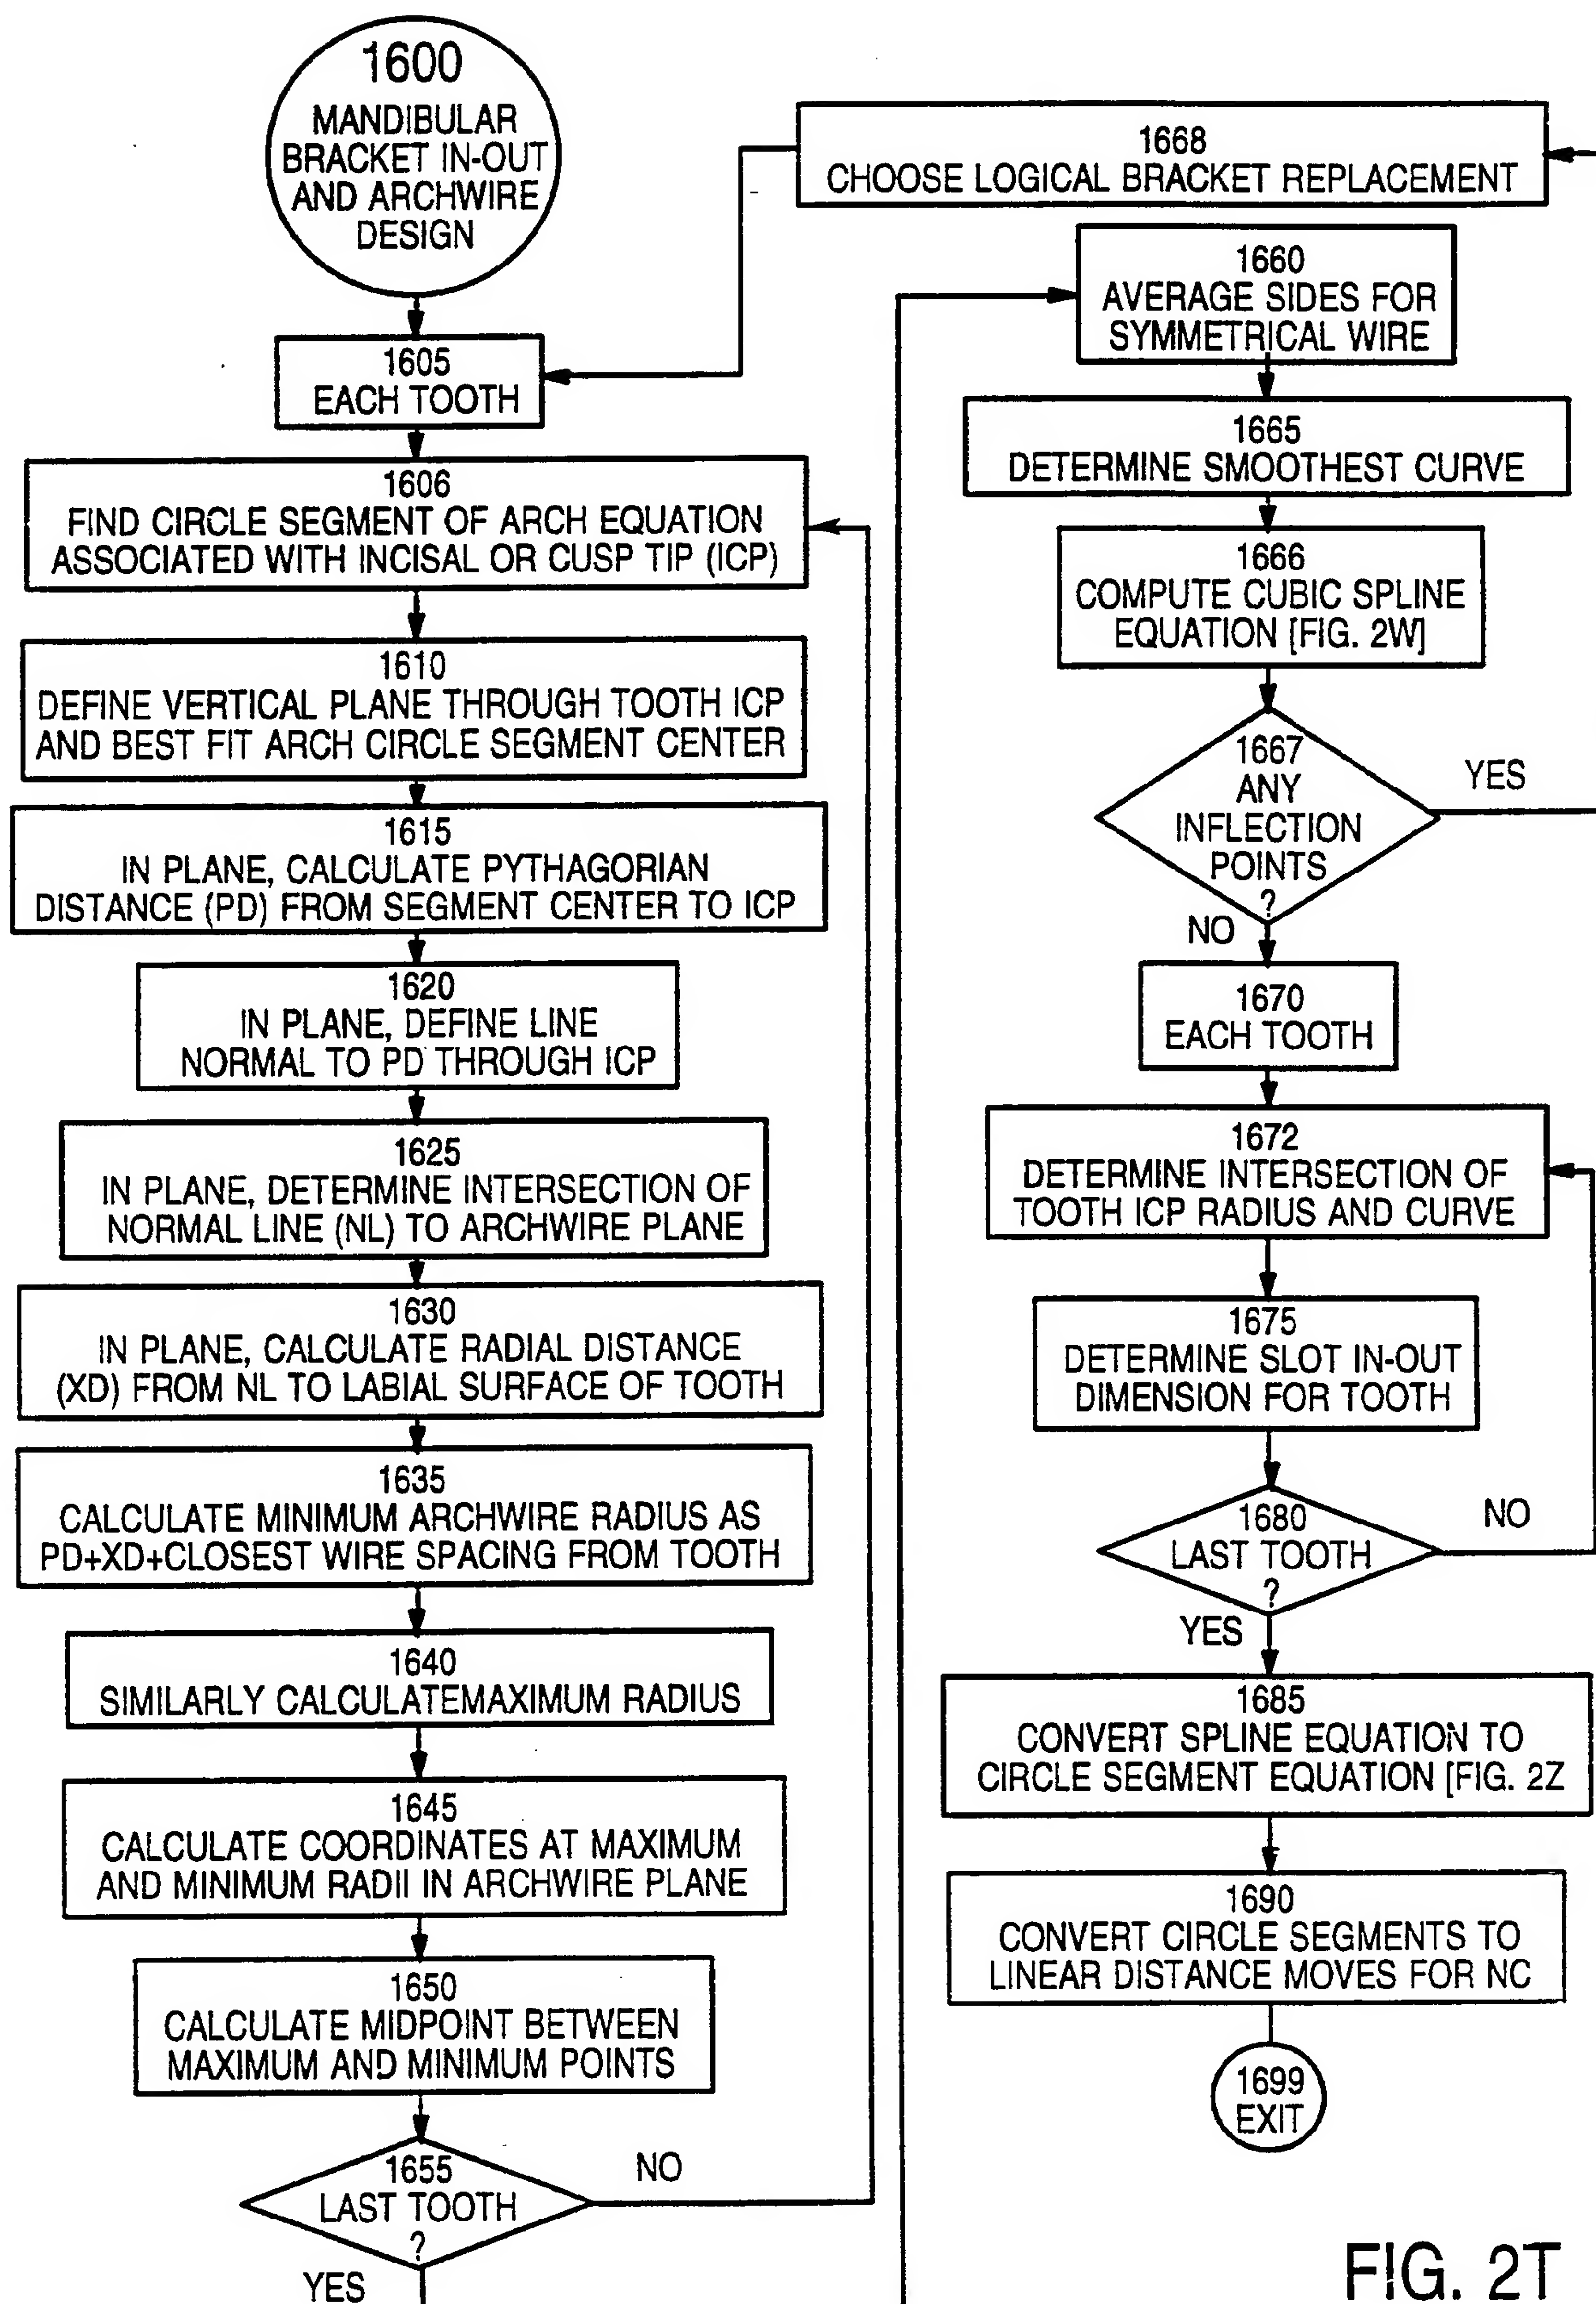 1600
MANDIBULAR
BRACKET IN-OUT
AND ARCHWIRE
DESIGN
1605
EACH TOOTH
1606
FIND CIRCLE SEGMENT OF ARCH EQUATION
ASSOCIATED WITH INCISAL OR CUSP TIP (ICP)
1610
DEFINE VERTICAL PLANE THROUGH TOOTH ICP
AND BEST FIT ARCH CIRCLE SEGMENT CENTER
1615
IN PLANE, CALCULATE PYTHAGORIAN
DISTANCE (PD) FROM SEGMENT CENTER TO ICP
1620
IN PLANE, DEFINE LINE
NORMAL TO PD THROUGH ICP
1625
IN PLANE, DETERMINE INTERSECTION OF
NORMAL LINE (NL) TO ARCHWIRE PLANE
1630
IN PLANE, CALCULATE RADIAL DISTANCE
(XD) FROM NL TO LABIAL SURFACE OF TOOTH
1635
CALCULATE MINIMUM ARCHWIRE RADIUS AS
PD+XD+CLOSEST WIRE SPACING FROM TOOTH
1640
SIMILARLY CALCULATEMAXIMUM RADIUS
1645
CALCULATE COORDINATES AT MAXIMUM
AND MINIMUM RADII IN ARCHWIRE PLANE
1650
CALCULATE MIDPOINT BETWEEN
MAXIMUM AND MINIMUM POINTS
1655
LAST TOOTH
?
NO
YES
1668
CHOOSE LOGICAL BRACKET REPLACEMENT
1660
AVERAGE SIDES FOR
SYMMETRICAL WIRE
1665
DETERMINE SMOOTHEST CURVE
1666
COMPUTE CUBIC SPLINE
EQUATION [FIG. 2W]
1667
ANY
INFLECTION
POINTS
?
YES
NO
1670
EACH TOOTH
1672
DETERMINE INTERSECTION OF
TOOTH ICP RADIUS AND CURVE
1675
DETERMINE SLOT IN-OUT
DIMENSION FOR TOOTH
1680
LAST TOOTH
?
NO
YES
1685
CONVERT SPLINE EQUATION TO
CIRCLE SEGMENT EQUATION [FIG. 2Z
1690
CONVERT CIRCLE SEGMENTS TO
LINEAR DISTANCE MOVES FOR NC
1699
EXIT
FIG. 2T